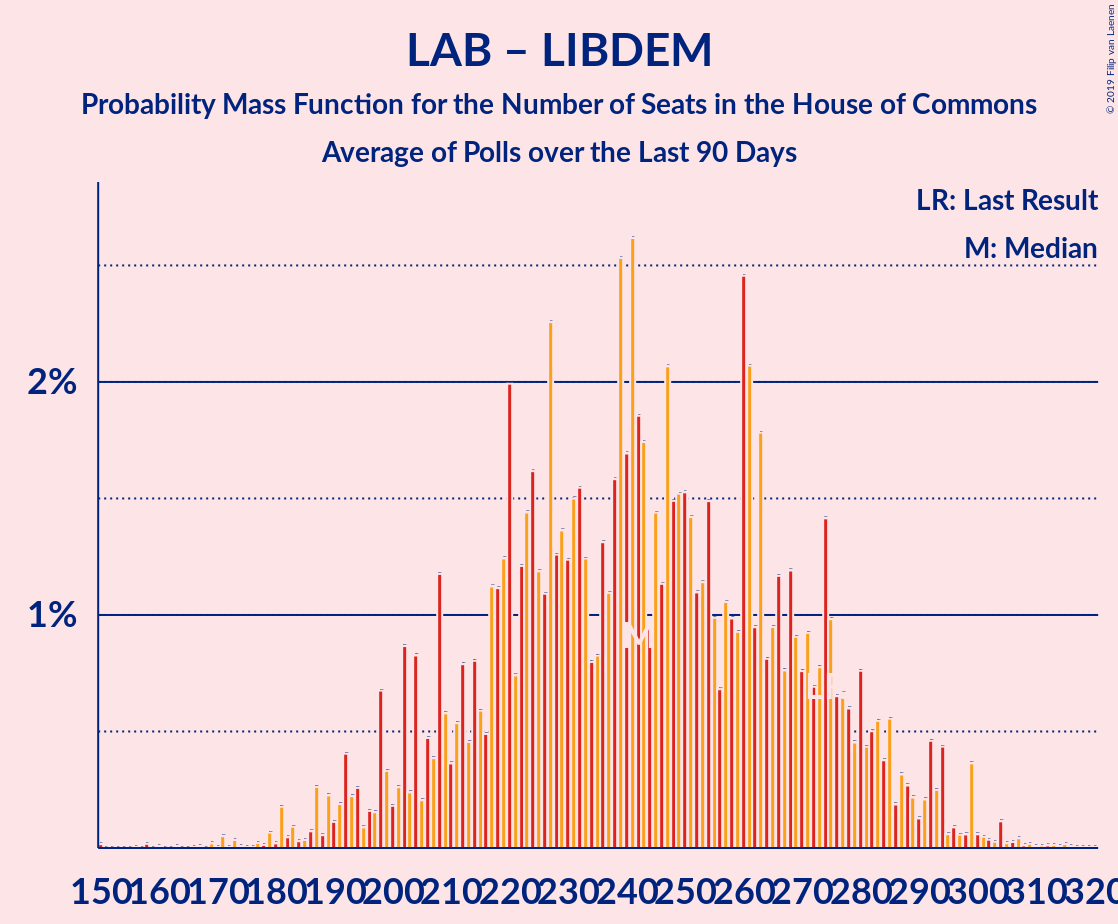 LAB – LIBDEM
Probability Mass Function for the Number of Seats in the House of Commons
Average of Polls over the Last 90 Days
© 2019 Filip van Laenen
LR: Last Result
M: Median
2%
1%
M
150 160 170 180 190 200 210 220 230 240 250 260 270 280 290 300 310 320